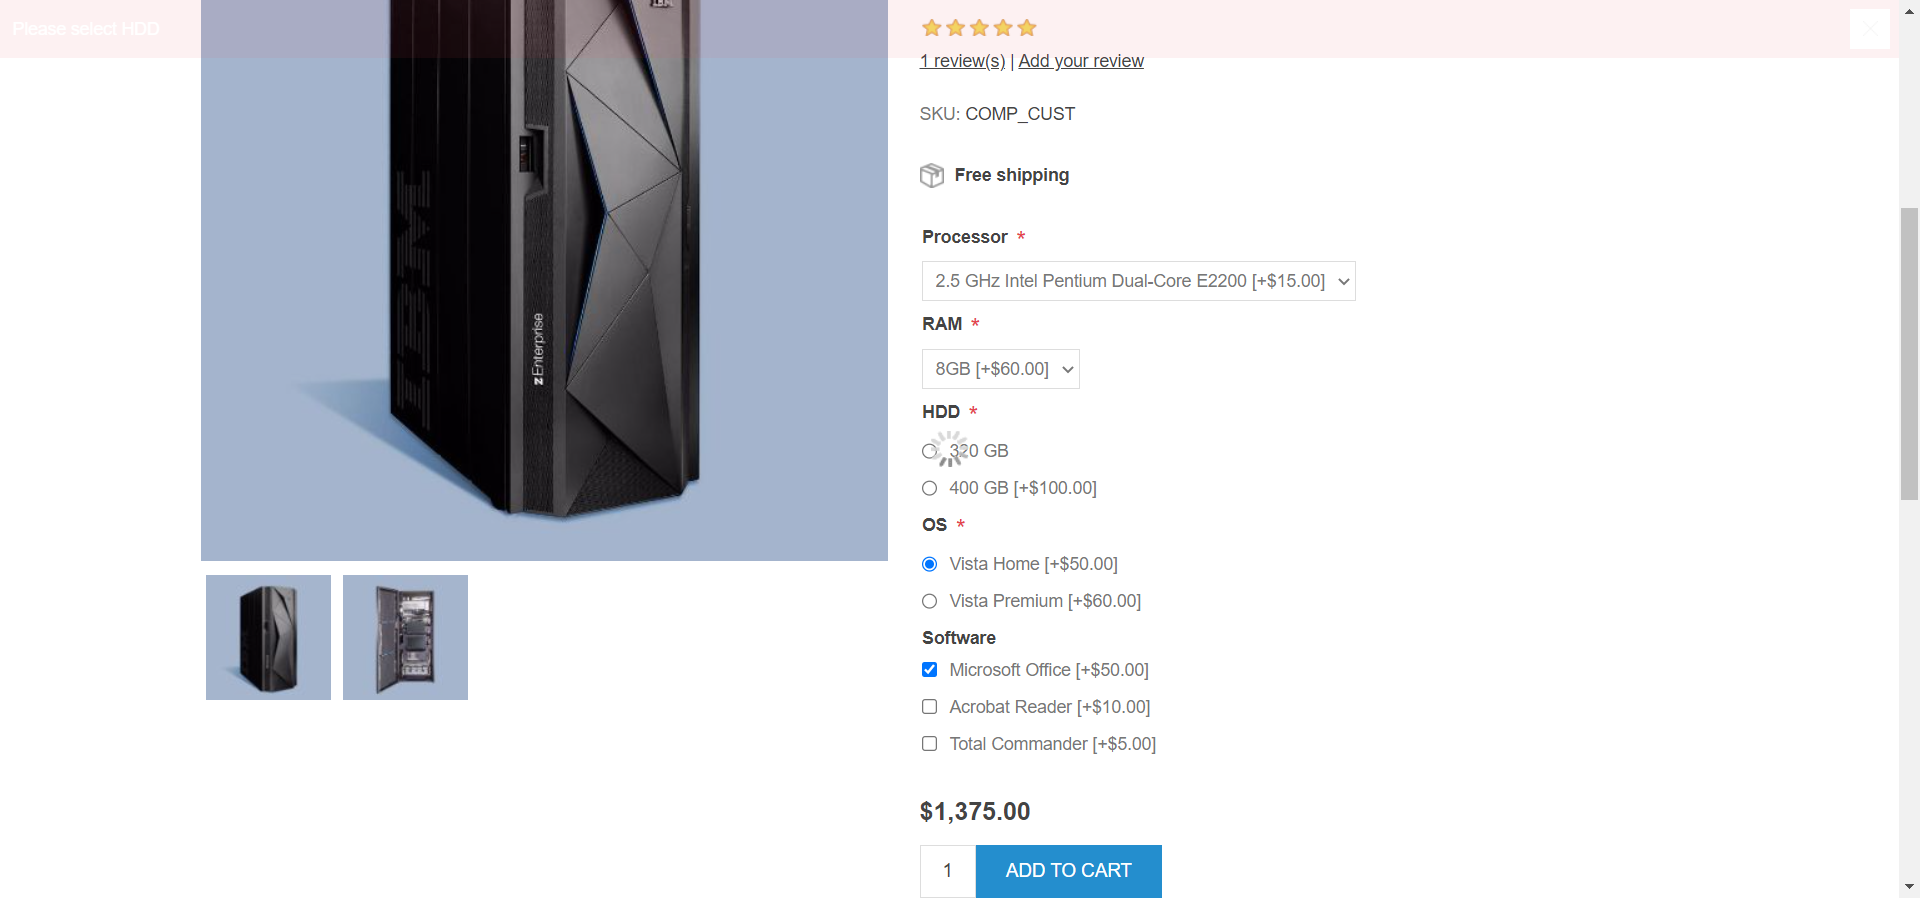 Please select HDD
1 review(s) | Add your review
SKU: COMP_CUST
Free shipping
Processor *
2.5 GHz Intel Pentium Dual-Core E2200 [+$15.00]
RAM *
8GB [+$60.00]
HDD *
320 GB
400 GB [+$100.00]
OS *
Vista Home [+$50.00]
Vista Premium [+$60.00]
Software
Microsoft Office [+$50.00]
Acrobat Reader [+$10.00]
Total Commander [+$5.00]
$1,375.00
1 ADD TO CART
IBM
zEnterprise